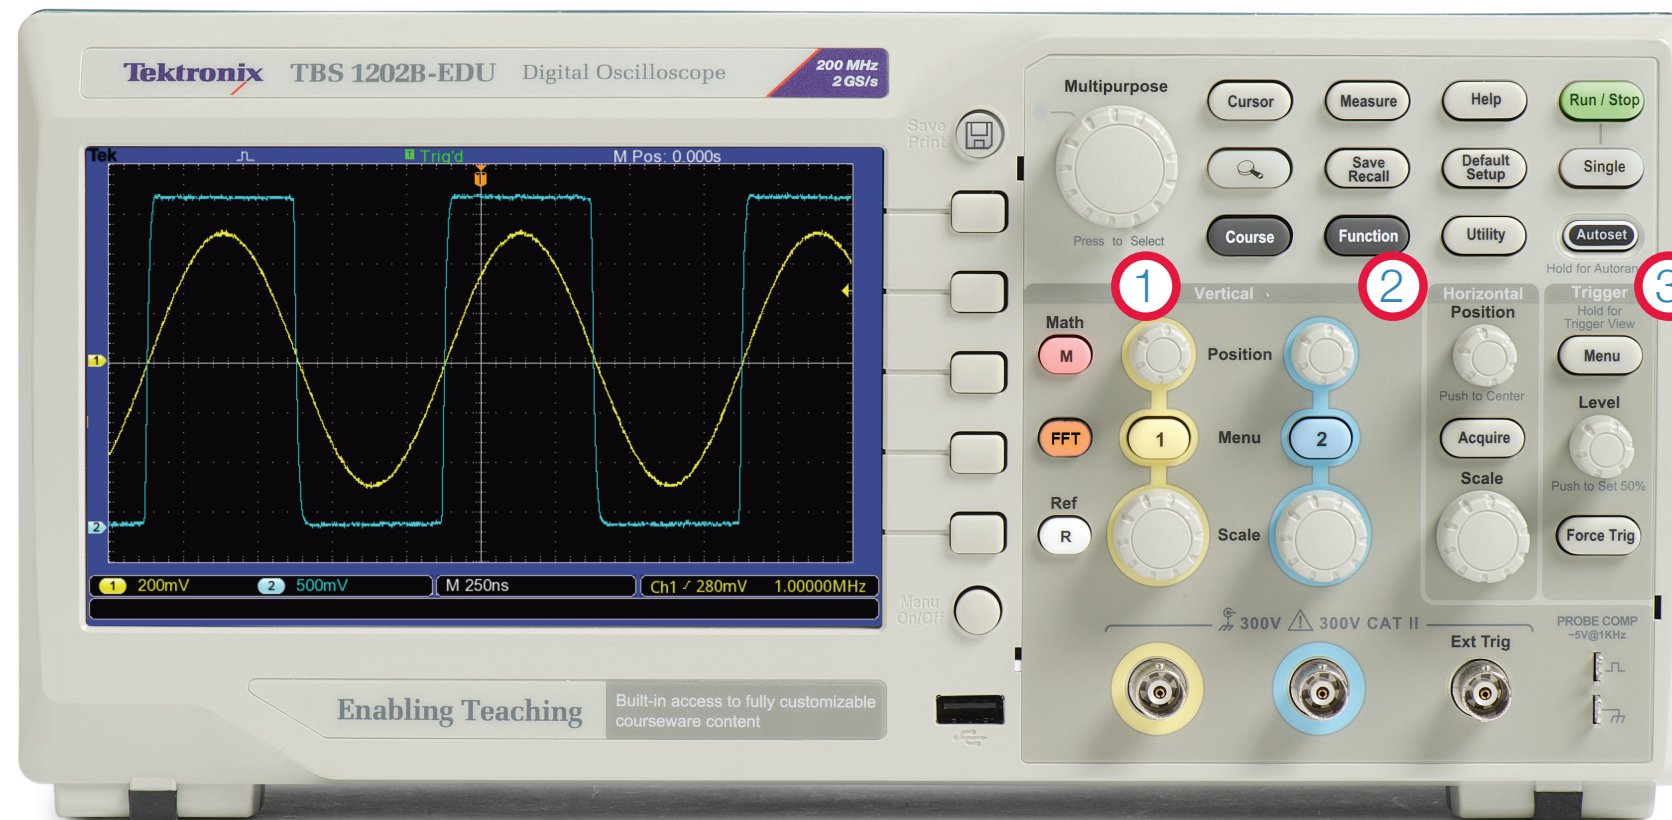 Tektronix TBS 1202B-EDU Digital Oscilloscope
200 MHz
2 GS/s
Tek
T Trig'd
M Pos: 0.000s
T
1
2
1 200mV
2 500mV
M 250ns
Ch1 280mV 1.00000MHz
Enabling Teaching
Built-in access to fully customizable
courseware content
Save
Print
Menu
On/Off
Multipurpose
Press to Select
Cursor
Measure
Help
Run / Stop
Save
Recall
Default
Setup
Single
Course
Function
Utility
Autoset
1
2
3
Vertical
Math
M
Position
FFT
1
Menu
2
Ref
R
Scale
Horizontal
Position
Push to Center
Acquire
Scale
Trigger
Hold for
Trigger View
Menu
Level
Push to Set 50%
Force Trig
300V
300V CAT II
Ext Trig
PROBE COMP
~5V@1KHz